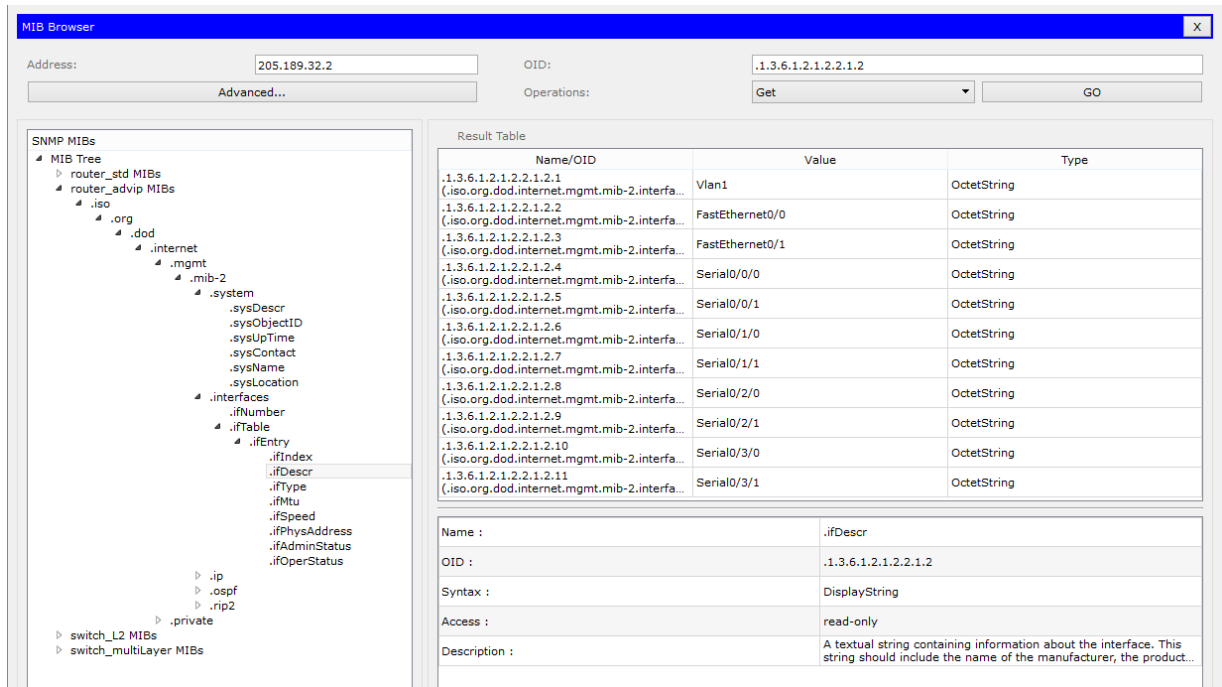 MIB Browser
X
Address:
205.189.32.2
OID:
.1.3.6.1.2.1.2.2.1.2
Advanced...
Operations:
Get
GO
SNMP MIBs
MIB Tree
router_std MIBs
router_advip MIBs
.iso
.org
.dod
.internet
.mgmt
.mib-2
.system
.sysDescr
.sysObjectID
.sysUpTime
.sysContact
.sysName
.sysLocation
.interfaces
.ifNumber
.ifTable
.ifEntry
.ifIndex
.ifDescr
.ifType
.ifMtu
.ifSpeed
.ifPhysAddress
.ifAdminStatus
.ifOperStatus
.ip
.ospf
.rip2
.private
switch_L2 MIBs
switch_multiLayer MIBs
Result Table
Name/OID Value Type
.1.3.6.1.2.1.2.2.1.2.1
(.iso.org.dod.internet.mgmt.mib-2.interfa...
Vlan1
OctetString
.1.3.6.1.2.1.2.2.1.2.2
(.iso.org.dod.internet.mgmt.mib-2.interfa...
FastEthernet0/0
OctetString
.1.3.6.1.2.1.2.2.1.2.3
(.iso.org.dod.internet.mgmt.mib-2.interfa...
FastEthernet0/1
OctetString
.1.3.6.1.2.1.2.2.1.2.4
(.iso.org.dod.internet.mgmt.mib-2.interfa...
Serial0/0/0
OctetString
.1.3.6.1.2.1.2.2.1.2.5
(.iso.org.dod.internet.mgmt.mib-2.interfa...
Serial0/0/1
OctetString
.1.3.6.1.2.1.2.2.1.2.6
(.iso.org.dod.internet.mgmt.mib-2.interfa...
Serial0/1/0
OctetString
.1.3.6.1.2.1.2.2.1.2.7
(.iso.org.dod.internet.mgmt.mib-2.interfa...
Serial0/1/1
OctetString
.1.3.6.1.2.1.2.2.1.2.8
(.iso.org.dod.internet.mgmt.mib-2.interfa...
Serial0/2/0
OctetString
.1.3.6.1.2.1.2.2.1.2.9
(.iso.org.dod.internet.mgmt.mib-2.interfa...
Serial0/2/1
OctetString
.1.3.6.1.2.1.2.2.1.2.10
(.iso.org.dod.internet.mgmt.mib-2.interfa...
Serial0/3/0
OctetString
.1.3.6.1.2.1.2.2.1.2.11
(.iso.org.dod.internet.mgmt.mib-2.interfa...
Serial0/3/1
OctetString
Name : .ifDescr
OID : .1.3.6.1.2.1.2.2.1.2
Syntax : DisplayString
Access : read-only
Description :
A textual string containing information about the interface. This
string should include the name of the manufacturer, the product...